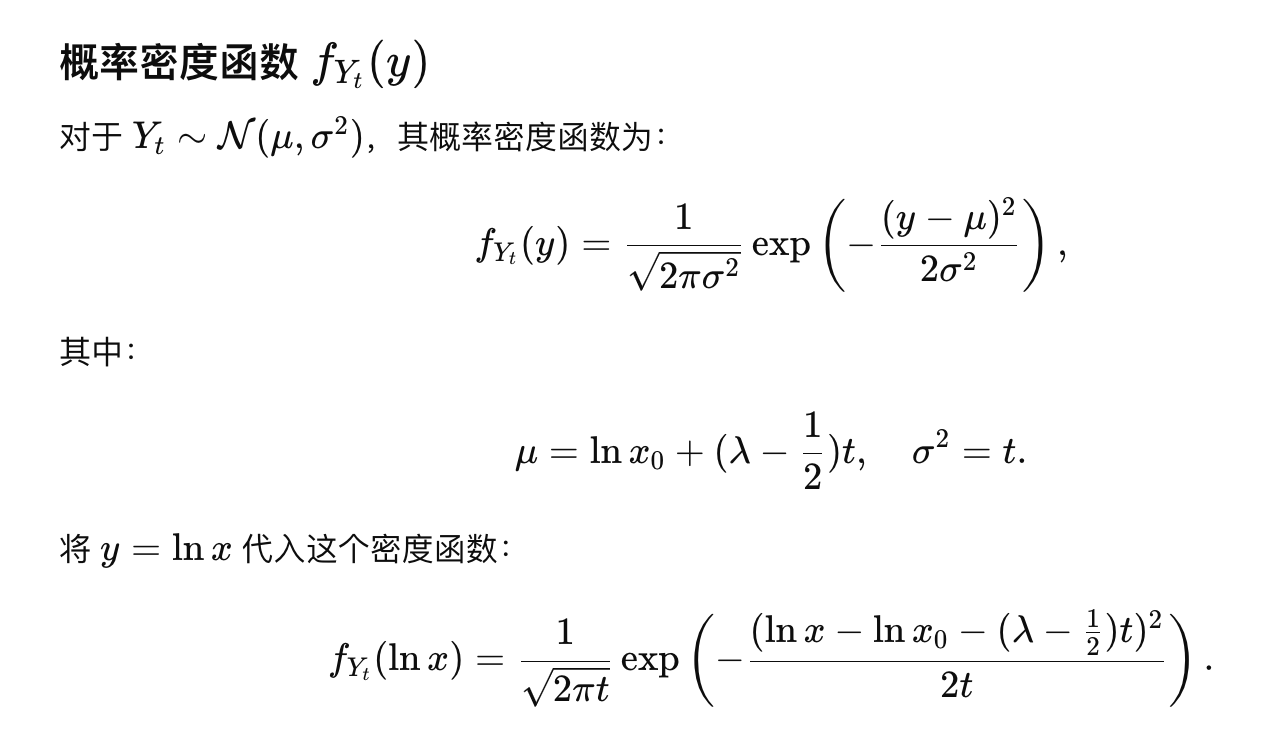 概率密度函数 $f_{Y_t}(y)$
对于 $Y_t \sim \mathcal{N}(\mu, \sigma^2)$，其概率密度函数为：
$$f_{Y_t}(y) = \frac{1}{\sqrt{2\pi\sigma^2}} \exp\left(-\frac{(y-\mu)^2}{2\sigma^2}\right),$$
其中：
$$\mu = \ln x_0 + (\lambda - \frac{1}{2})t, \quad \sigma^2 = t.$$
将 $y = \ln x$ 代入这个密度函数：
$$f_{Y_t}(\ln x) = \frac{1}{\sqrt{2\pi t}} \exp\left(-\frac{(\ln x - \ln x_0 - (\lambda - \frac{1}{2})t)^2}{2t}\right).$$